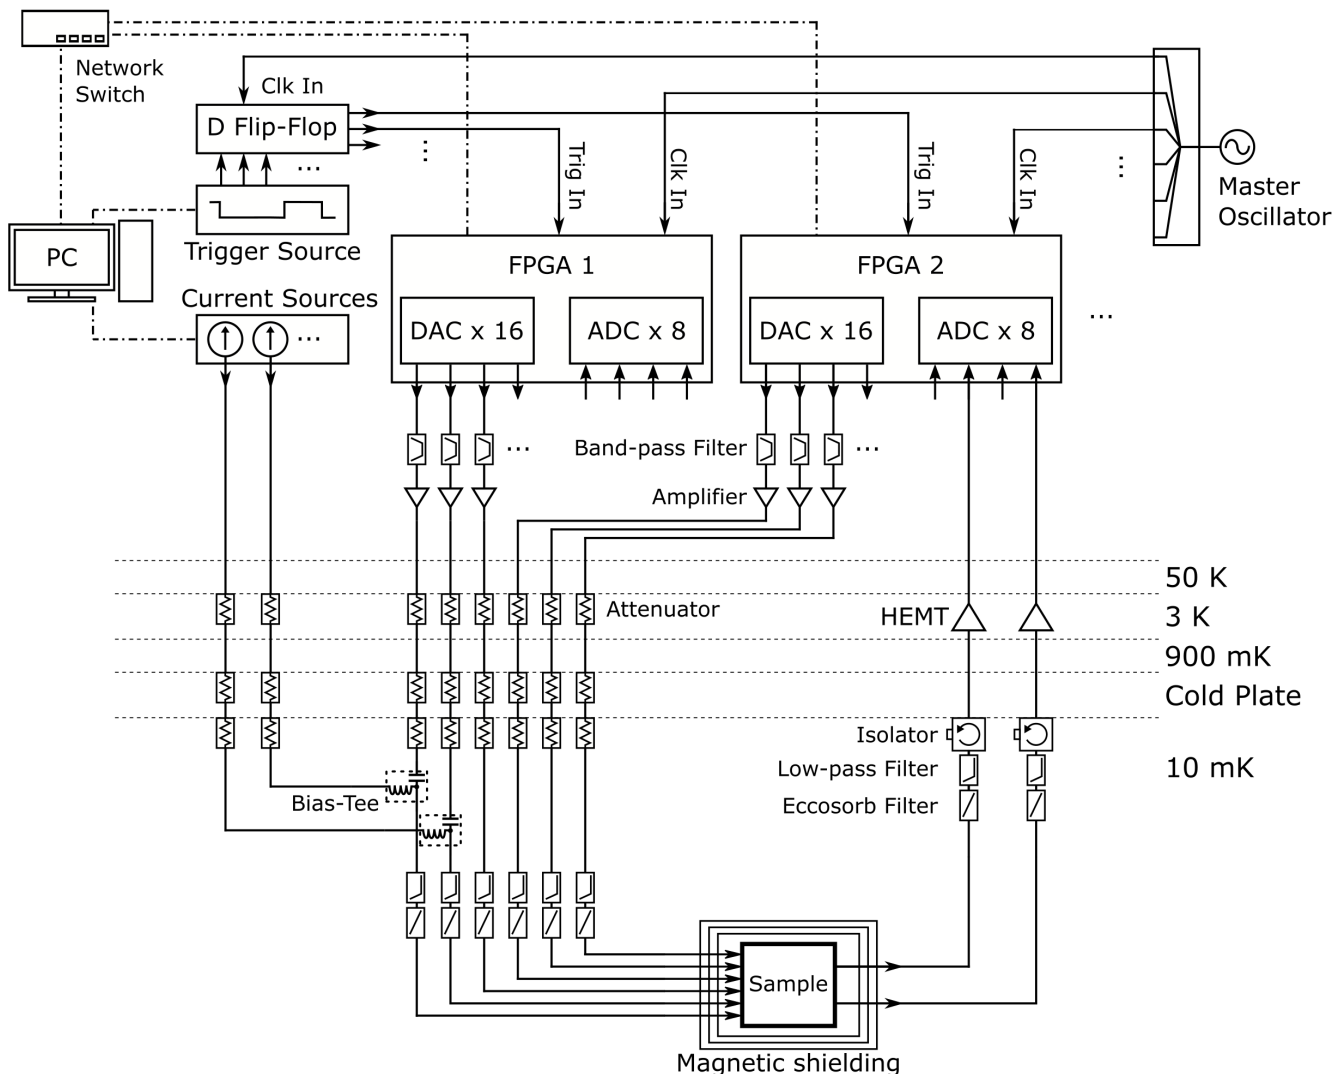 Network
Switch
Clk In
D Flip-Flop
...
...
Trig In
Clk In
Trig In
Clk In
...
Master
Oscillator
PC
Trigger Source
Current Sources
...
FPGA 1
DAC x 16
ADC x 8
FPGA 2
DAC x 16
ADC x 8
...
...
Band-pass Filter
...
Amplifier
50 K
Attenuator
HEMT
3 K
900 mK
Cold Plate
Isolator
Low-pass Filter
10 mK
Bias-Tee
Eccosorb Filter
Sample
Magnetic shielding